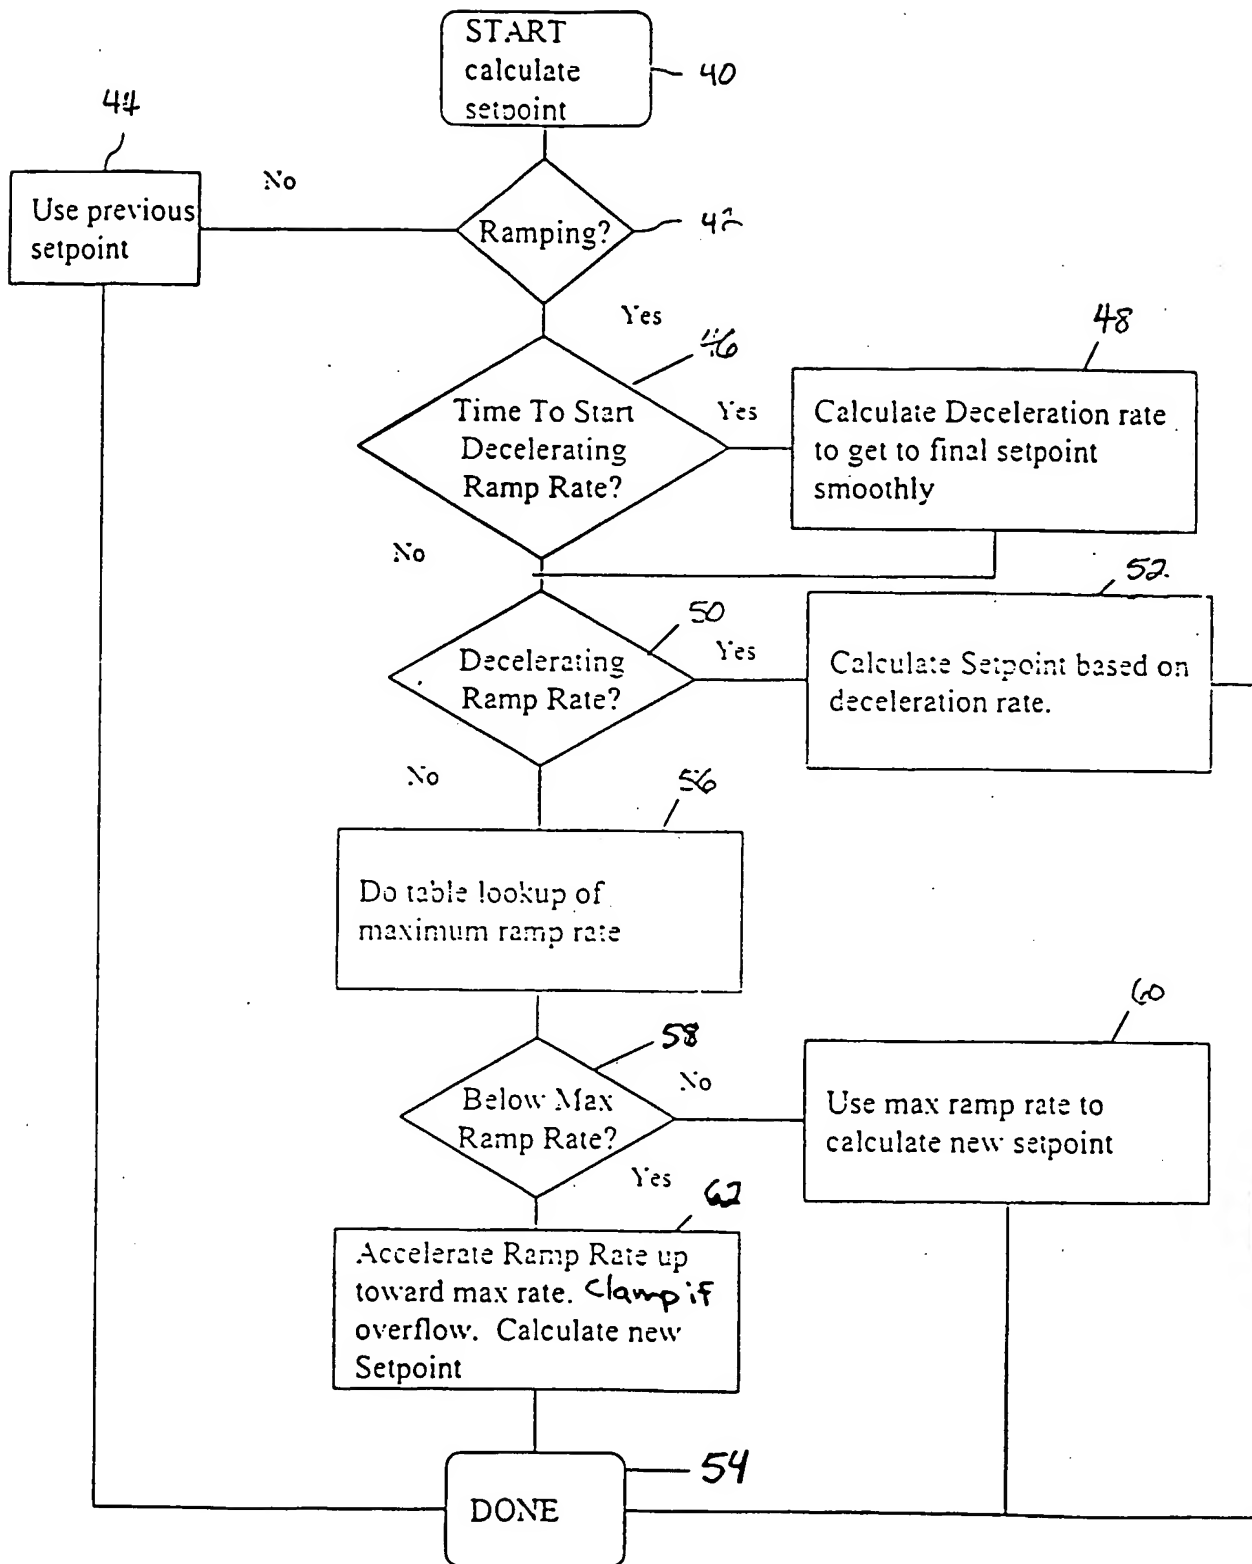 START
calculate
setpoint
40
44
No
Use previous
setpoint
Ramping?
42
Yes
46
48
Time To Start
Decelerating
Ramp Rate?
Yes
Calculate Deceleration rate
to get to final setpoint
smoothly
No
52
50
Decelerating
Ramp Rate?
Yes
Calculate Setpoint based on
deceleration rate.
No
56
Do table lookup of
maximum ramp rate
60
58
Below Max
Ramp Rate?
No
Use max ramp rate to
calculate new setpoint
Yes
62
Accelerate Ramp Rate up
toward max rate. Clamp if
overflow. Calculate new
Setpoint
54
DONE